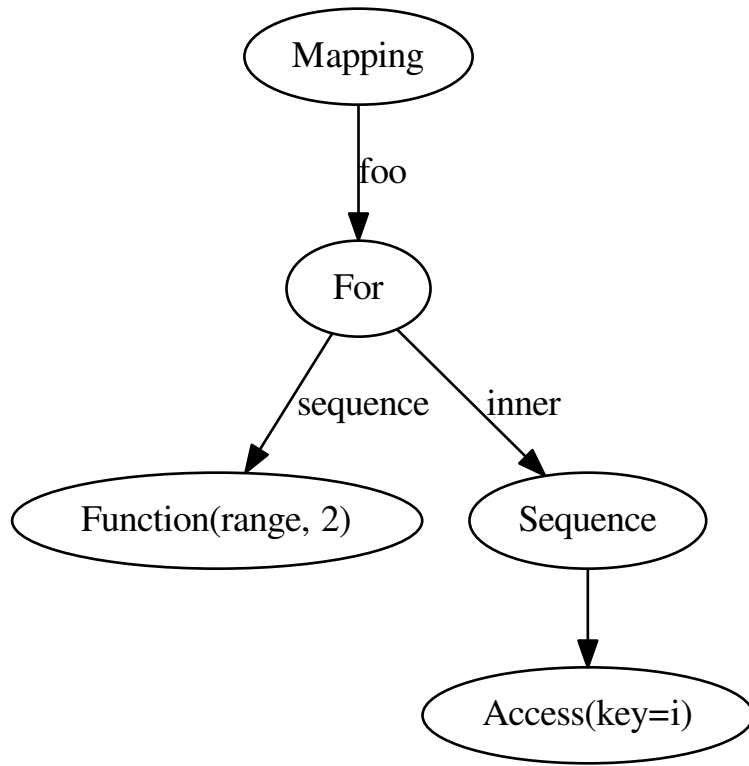 Mapping
foo
For
sequence
inner
Function(range, 2)
Sequence
Access(key=i)